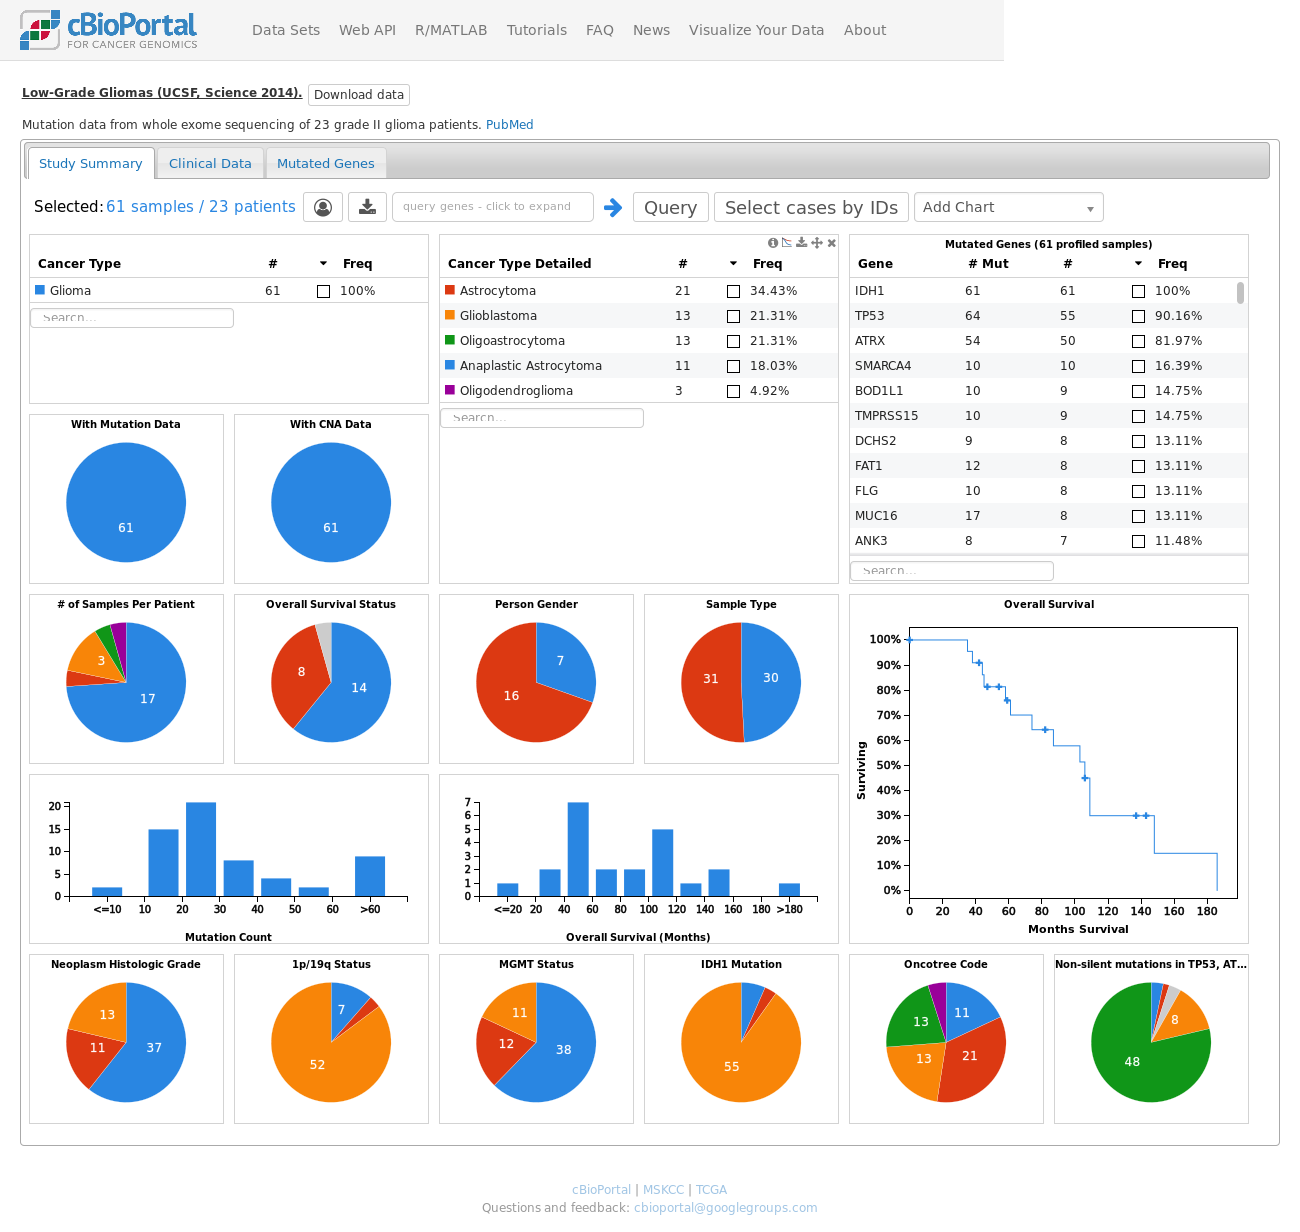 cBioPortal
FOR CANCER GENOMICS
Data Sets Web API R/MATLAB Tutorials FAQ News Visualize Your Data About
Low-Grade Gliomas (UCSF, Science 2014). Download data
Mutation data from whole exome sequencing of 23 grade II glioma patients. PubMed
Study Summary Clinical Data Mutated Genes
Selected: 61 samples / 23 patients query genes - click to expand Query Select cases by IDs Add Chart
Cancer Type # Freq
Glioma 61 100%
Search...
Cancer Type Detailed # Freq
Astrocytoma 21 34.43%
Glioblastoma 13 21.31%
Oligoastrocytoma 13 21.31%
Anaplastic Astrocytoma 11 18.03%
Oligodendroglioma 3 4.92%
Search...
Mutated Genes (61 profiled samples)
Gene # Mut # Freq
IDH1 61 61 100%
TP53 64 55 90.16%
ATRX 54 50 81.97%
SMARCA4 10 10 16.39%
BOD1L1 10 9 14.75%
TMPRSS15 10 9 14.75%
DCHS2 9 8 13.11%
FAT1 12 8 13.11%
FLG 10 8 13.11%
MUC16 17 8 13.11%
ANK3 8 7 11.48%
Search...
With Mutation Data
61
With CNA Data
61
# of Samples Per Patient
3
17
Overall Survival Status
8
14
Person Gender
7
16
Sample Type
31
30
Overall Survival
100%
90%
80%
70%
60%
50%
40%
30%
20%
10%
0%
Surviving
0 20 40 60 80 100 120 140 160 180
Months Survival
20
15
10
5
0
<=10 10 20 30 40 50 60 >60
Mutation Count
7
6
5
4
3
2
1
0
<=20 20 40 60 80 100 120 140 160 180 >180
Overall Survival (Months)
Neoplasm Histologic Grade
13
11
37
1p/19q Status
7
52
MGMT Status
11
12
38
IDH1 Mutation
55
Oncotree Code
11
13
13
21
Non-silent mutations in TP53, AT...
8
48
cBioPortal | MSKCC | TCGA
Questions and feedback: cbioportal@googlegroups.com